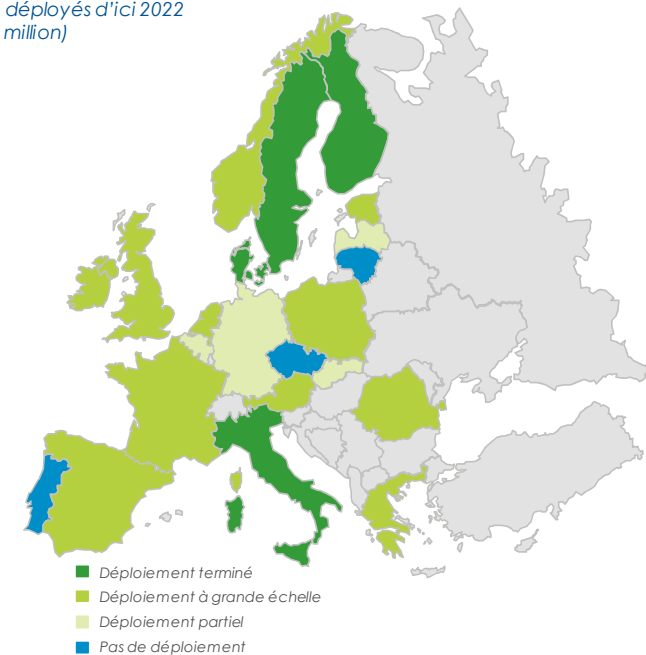 déployés d'ici 2022
million)
Déploiement terminé
Déploiement à grande échelle
Déploiement partiel
Pas de déploiement